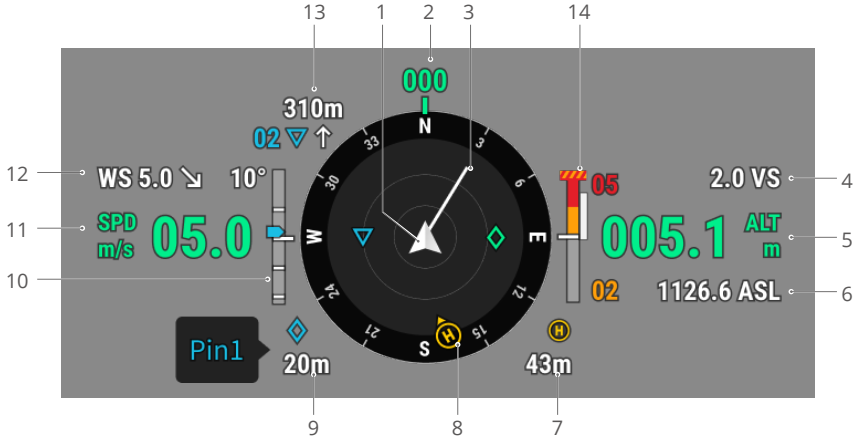 13 1 2 3 14
000
310m
02
12 WS 5.0 10° 05 2.0 VS 4
11 SPD m/s 05.0 005.1 ALT m 5
10 02 1126.6 ASL 6
N 3 6 E 12 15 S 21 24 W 30 33
H H
Pin1
20m 43m
9 8 7